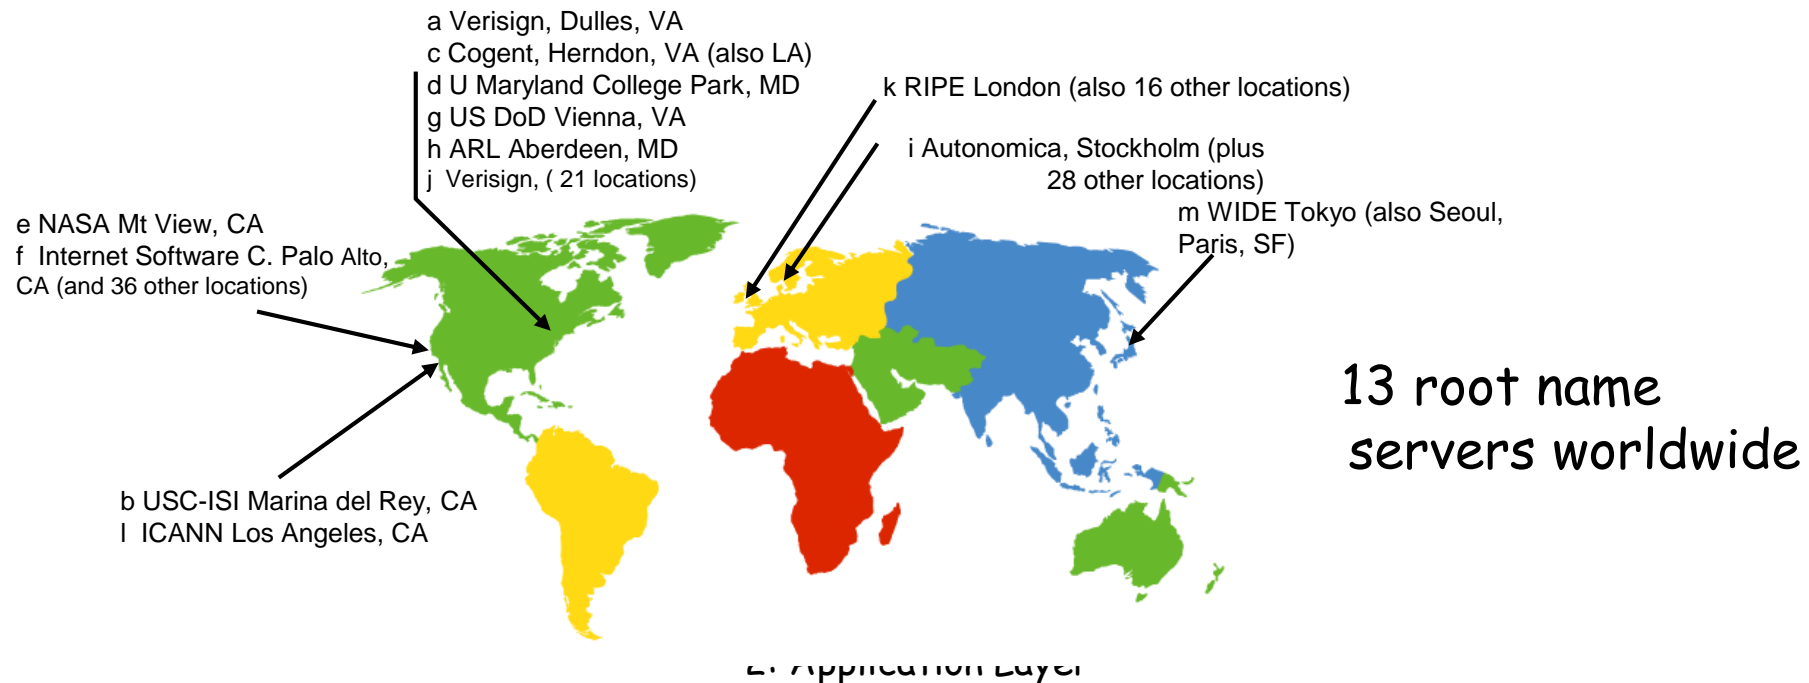 a Verisign, Dulles, VA
c Cogent, Herndon, VA (also LA)
d U Maryland College Park, MD
g US DoD Vienna, VA
h ARL Aberdeen, MD
j Verisign, ( 21 locations)
k RIPE London (also 16 other locations)
i Autonomica, Stockholm (plus
28 other locations)
m WIDE Tokyo (also Seoul,
Paris, SF)
e NASA Mt View, CA
f Internet Software C. Palo Alto,
CA (and 36 other locations)
13 root name
servers worldwide
b USC-ISI Marina del Rey, CA
l ICANN Los Angeles, CA
2: Application Layer